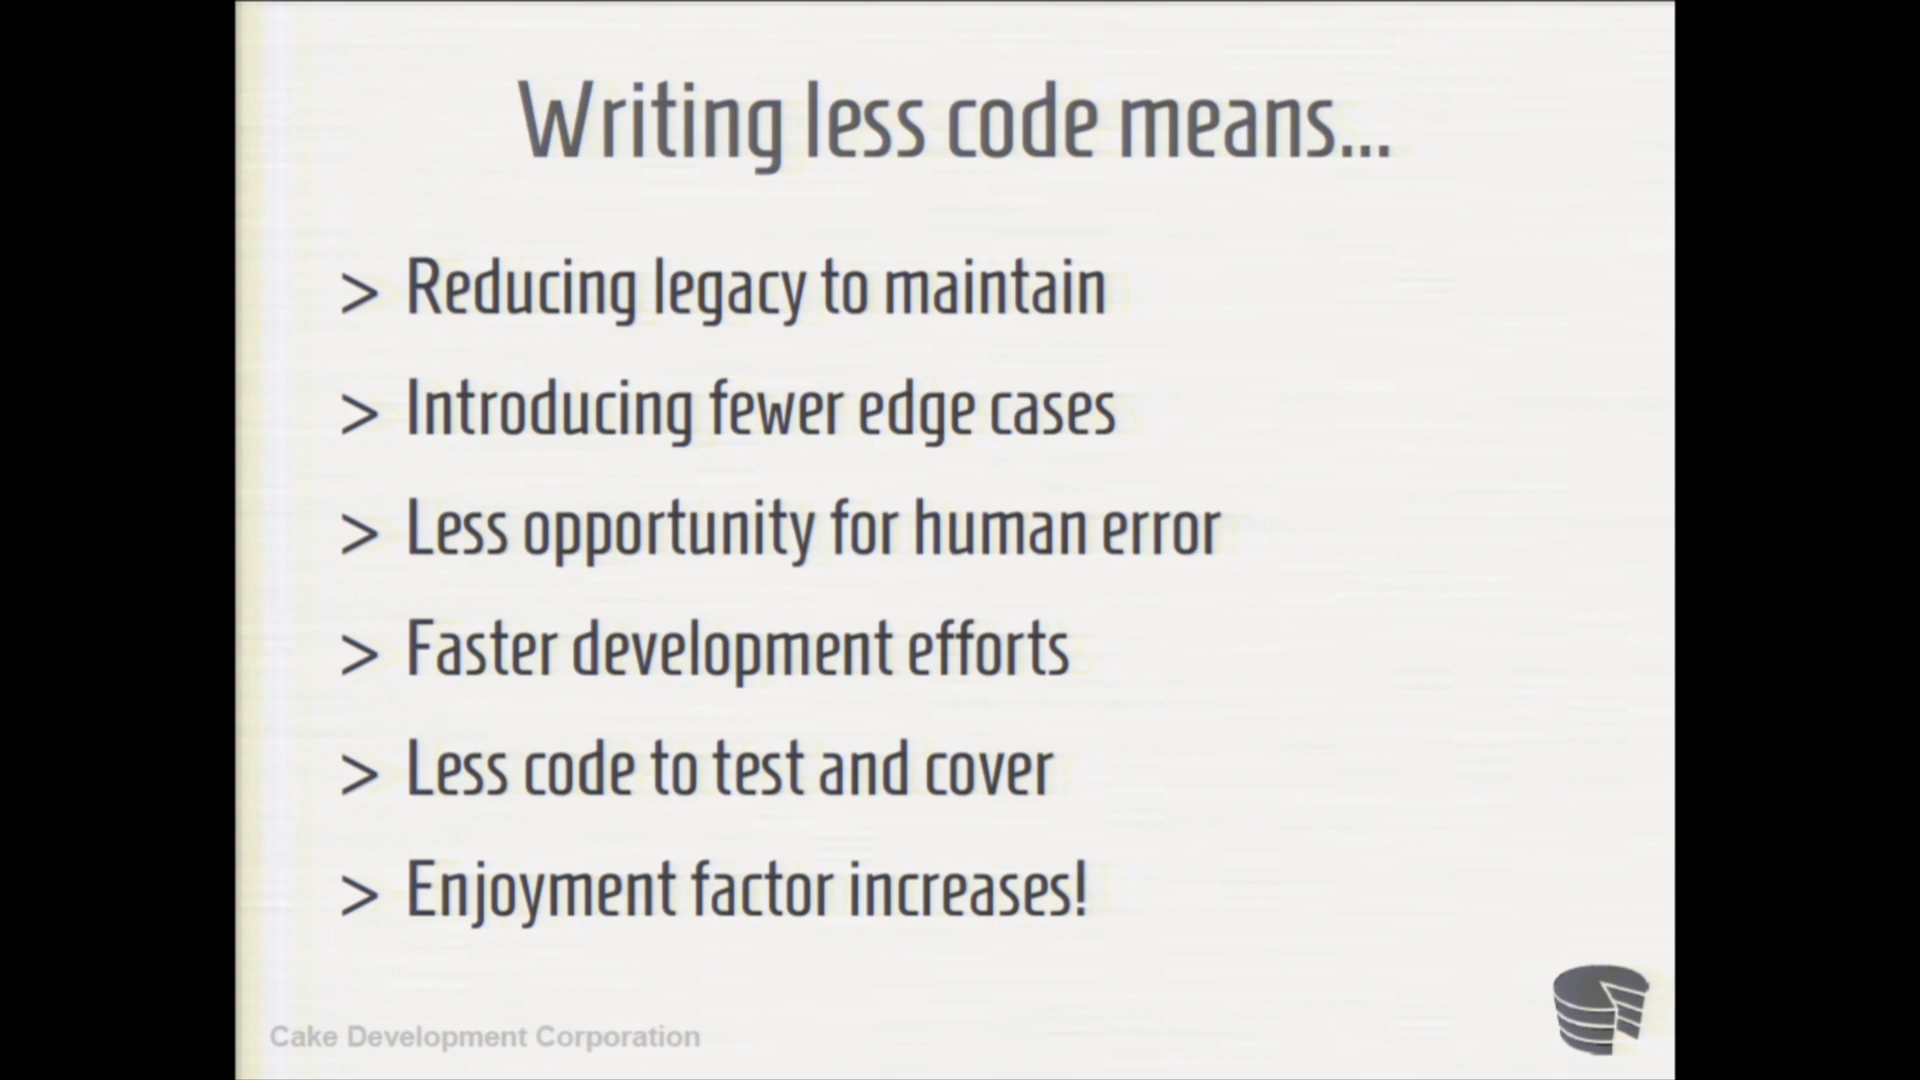 Writing less code means...
> Reducing legacy to maintain
> Introducing fewer edge cases
> Less opportunity for human error
> Faster development efforts
> Less code to test and cover
> Enjoyment factor increases!
Cake Development Corporation